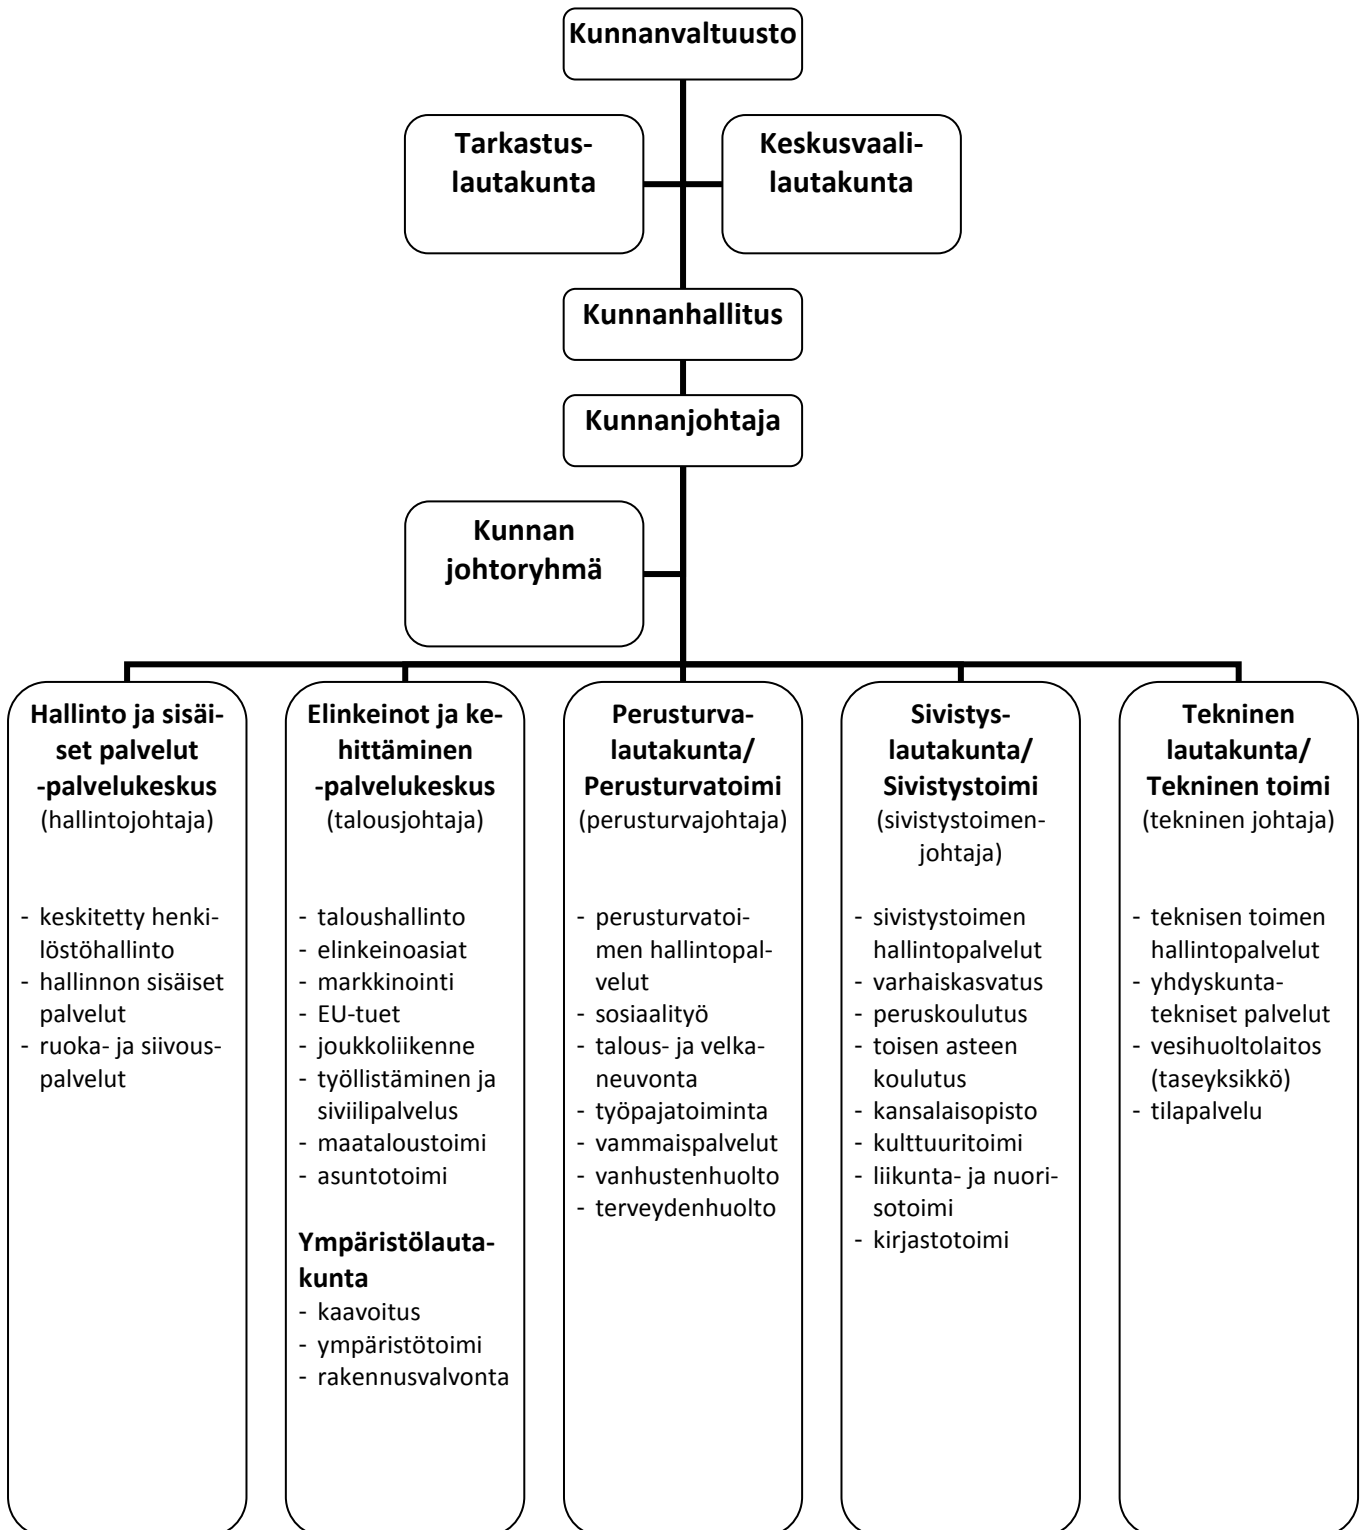 Kunnanvaltuusto
Tarkastus-
lautakunta
Keskusvaali-
lautakunta
Kunnanhallitus
Kunnanjohtaja
Kunnan
johtoryhmä
Hallinto ja sisäi-
set palvelut
-palvelukeskus
(hallintojohtaja)
- keskitetty henki-
löstöhallinto
- hallinnon sisäiset
palvelut
- ruoka- ja siivous-
palvelut
Elinkeinot ja ke-
hittäminen
-palvelukeskus
(talousjohtaja)
- taloushallinto
- elinkeinoasiat
- markkinointi
- EU-tuet
- joukkoliikenne
- työllistäminen ja
siviilipalvelus
- maataloustoimi
- asuntotoimi
Ympäristölauta-
kunta
- kaavoitus
- ympäristötoimi
- rakennusvalvonta
Perusturva-
lautakunta/
Perusturvatoimi
(perusturvajohtaja)
- perusturvatoi-
men hallintopal-
velut
- sosiaalityö
- talous- ja velka-
neuvonta
- työpajatoiminta
- vammaispalvelut
- vanhustenhuolto
- terveydenhuolto
Sivistys-
lautakunta/
Sivistystoimi
(sivistystoimen-
johtaja)
- sivistystoimen
hallintopalvelut
- varhaiskasvatus
- peruskoulutus
- toisen asteen
koulutus
- kansalaisopisto
- kulttuuritoimi
- liikunta- ja nuori-
sotoimi
- kirjastotoimi
Tekninen
lautakunta/
Tekninen toimi
(tekninen johtaja)
- teknisen toimen
hallintopalvelut
- yhdyskunta-
tekniset palvelut
- vesihuoltolaitos
(taseyksikkö)
- tilapalvelu